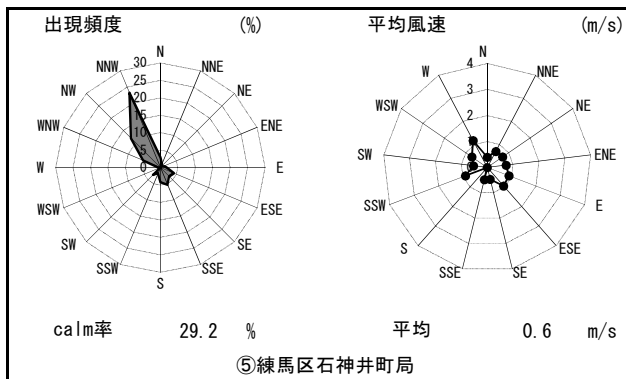 出現頻度 (%)
N
NNE
NE
ENE
E
ESE
SE
SSE
S
SSW
SW
WSW
W
WNW
NW
NNW
30
25
20
15
10
5
0
calm率 29.2 %
平均風速 (m/s)
N
NNE
NE
ENE
E
ESE
SE
SSE
S
SSW
SW
WSW
W
4
3
2
平均 0.6 m/s
⑤練馬区石神井町局